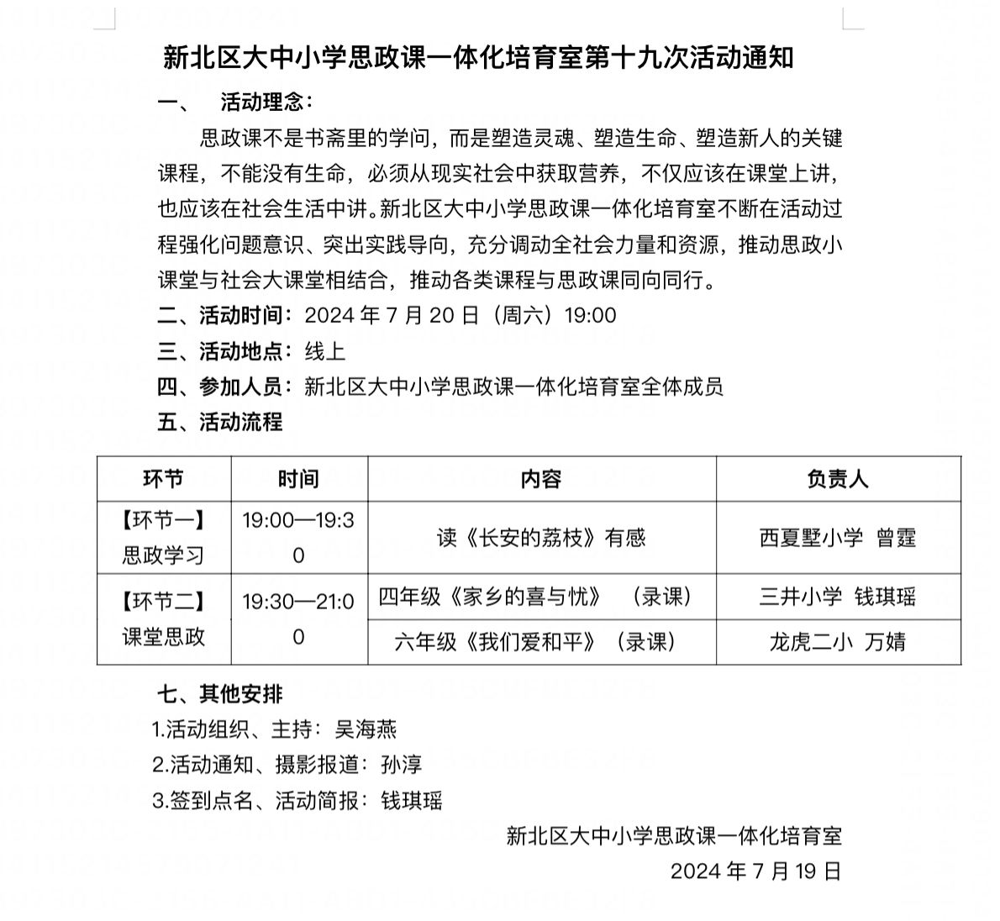 新北区大中小学思政课一体化培育室第十九次活动通知
一、 活动理念：
思政课不是书斋里的学问，而是塑造灵魂、塑造生命、塑造新人的关键
课程，不能没有生命，必须从现实社会中获取营养，不仅应该在课堂上讲，
也应该在社会生活中讲。新北区大中小学思政课一体化培育室不断在活动过
程强化问题意识、突出实践导向，充分调动全社会力量和资源，推动思政小
课堂与社会大课堂相结合，推动各类课程与思政课同向同行。
二、活动时间：2024 年 7 月 20 日（周六）19:00
三、活动地点：线上
四、参加人员：新北区大中小学思政课一体化培育室全体成员
五、活动流程
环节 时间 内容 负责人
【环节一】 19:00—19:3
思政学习 0
读《长安的荔枝》有感 西夏墅小学 曾霆
【环节二】 19:30—21:0
课堂思政 0
四年级《家乡的喜与忧》 （录课） 三井小学 钱琪瑶
六年级《我们爱和平》（录课） 龙虎二小 万婧
七、其他安排
1.活动组织、主持：吴海燕
2.活动通知、摄影报道：孙淳
3.签到点名、活动简报：钱琪瑶
新北区大中小学思政课一体化培育室
2024 年 7 月 19 日